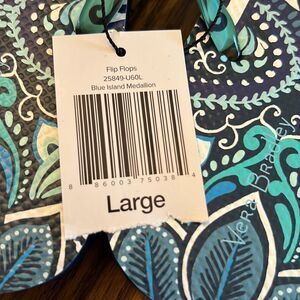 Flip Flops
25849-U60L
Blue Island Medallion
8 86003 75038 4
Large
Vera Bradley